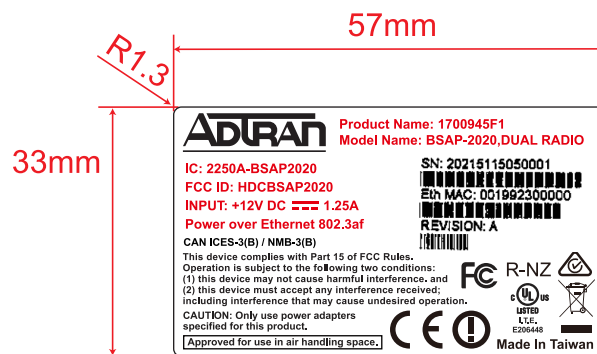 57mm
R1.3
33mm
ADTRAN
Product Name: 1700945F1
Model Name: BSAP-2020,DUAL RADIO
IC: 2250A-BSAP2020
FCC ID: HDCBSAP2020
INPUT: +12V DC 1.25A
Power over Ethernet 802.3af
SN: 20215115050001
Eth MAC: 001992300000
REVISION: A
CAN ICES-3(B) / NMB-3(B)
This device complies with Part 15 of FCC Rules.
Operation is subject to the following two conditions:
(1) this device may not cause harmful interference. and
(2) this device must accept any interference received;
including interference that may cause undesired operation.
CAUTION: Only use power adapters
specified for this product.
Approved for use in air handling space.
FC R-NZ
c UL us
LISTED
I.T.E.
E206448
CE
Made In Taiwan